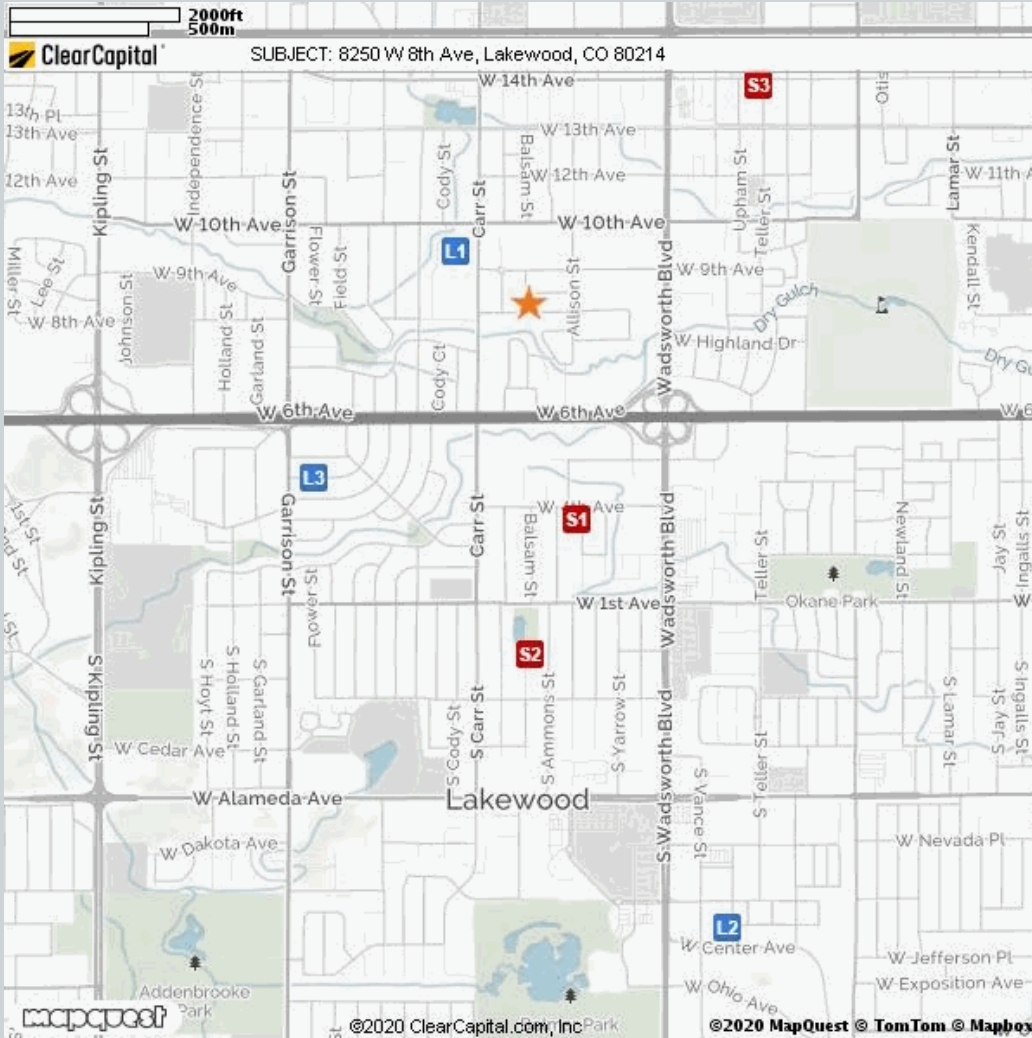 2000ft
500m
ClearCapital
SUBJECT: 8250 W 8th Ave, Lakewood, CO 80214
W 14th Ave
S3
Otis
13th Pl
13th Ave
W 13th Ave
Independence St
Cody St
Balsam St
12th Ave
W 12th Ave
Upham St
Teller St
Lamar St
W 11th
Kipling St
Garrison St
Carr St
W 10th Ave
W 10th Ave
L1
Miller St
Lee St
W 9th Ave
Flower St
Field St
Allison St
Wadsworth Blvd
W 9th Ave
Kendall St
Dry Gulch
W 8th Ave
Johnson St
Holland St
Garland St
Cody Ct
W Highland Dr
Dry
W 6th Ave
W 6th Ave
W 6
L3
1st St
Kipling St
Garrison St
Carr St
W 4th Ave
S1
Balsam St
Wadsworth Blvd
Newland St
Jay St
Ingalls St
Teller St
Flower St
W 1st Ave
Okane Park
W
S2
S Kipling St
S Hoyt St
S Holland St
S Garland St
S Cody St
S Carr St
S Ammons St
S Yarrow St
S Wadsworth Blvd
S Lamar St
S Jay St
S Ingalls St
W Cedar Ave
S Vance St
S Teller St
W Alameda Ave
Lakewood
W Dakota Ave
W Nevada Pl
L2
W Center Ave
W Jefferson Pl
W Exposition Ave
W Ohio Ave
Addenbrooke
Park
Park
mapquest
©2020 ClearCapital.com, Inc
©2020 MapQuest © TomTom © Mapbox